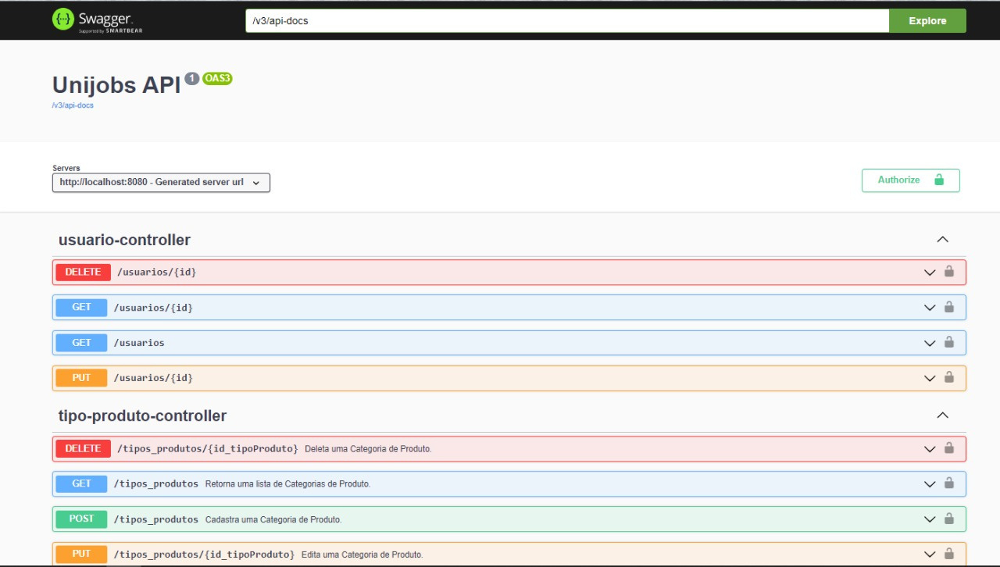 Swagger
Supported by SMARTBEAR
/v3/api-docs
Explore
Unijobs API 1 OAS3
/v3/api-docs
Servers
http://localhost:8080 - Generated server url
Authorize
usuario-controller
DELETE /usuarios/{id}
GET /usuarios/{id}
GET /usuarios
PUT /usuarios/{id}
tipo-produto-controller
DELETE /tipos_produtos/{id_tipoProduto} Deleta uma Categoria de Produto.
GET /tipos_produtos Retorna uma lista de Categorias de Produto.
POST /tipos_produtos Cadastra uma Categoria de Produto.
PUT /tipos_produtos/{id_tipoProduto} Edita uma Categoria de Produto.